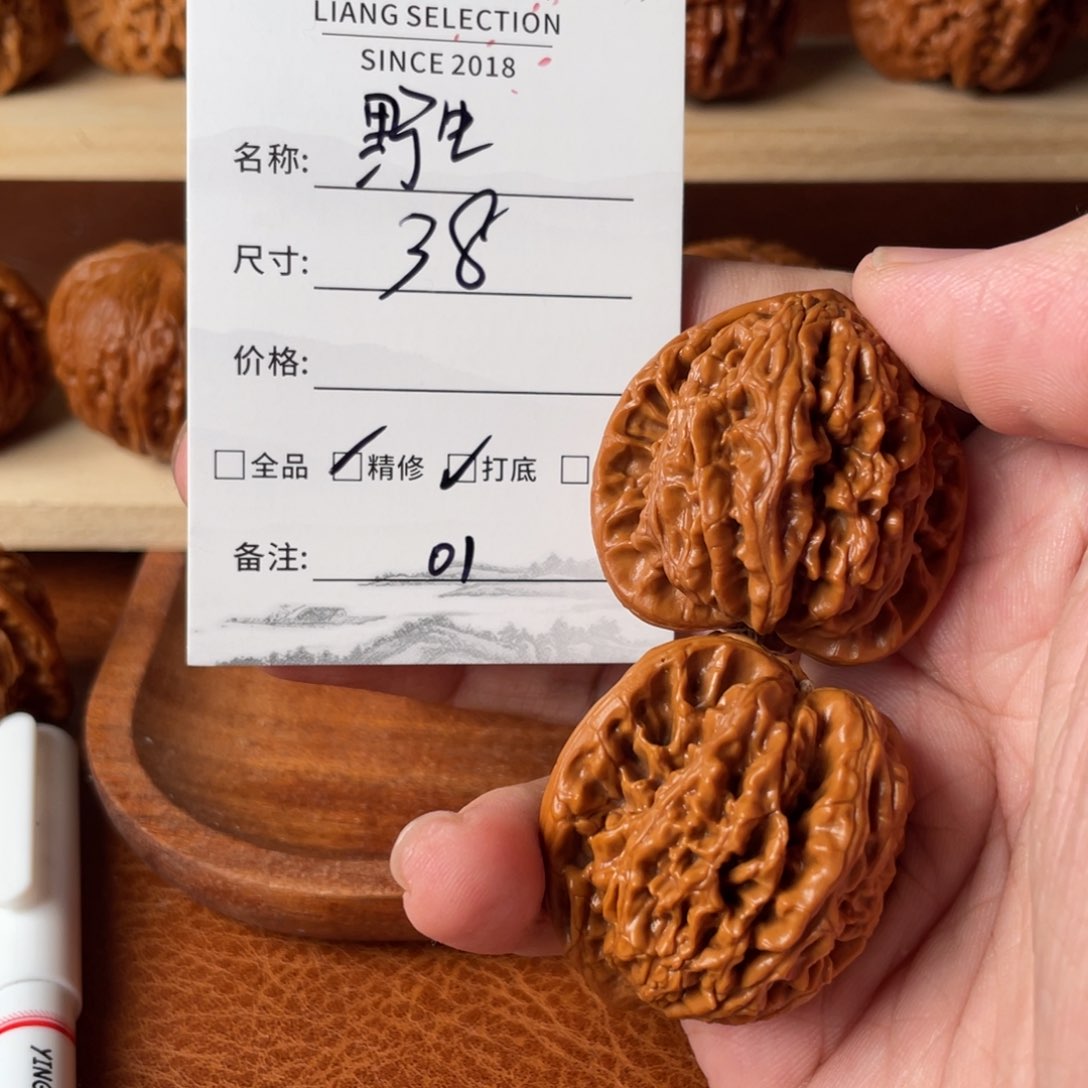 LIANG SELECTION
SINCE 2018
名称: 野生
尺寸: 38
价格:
□全品 ☑精修 ☑打底 □
备注: 01
YING